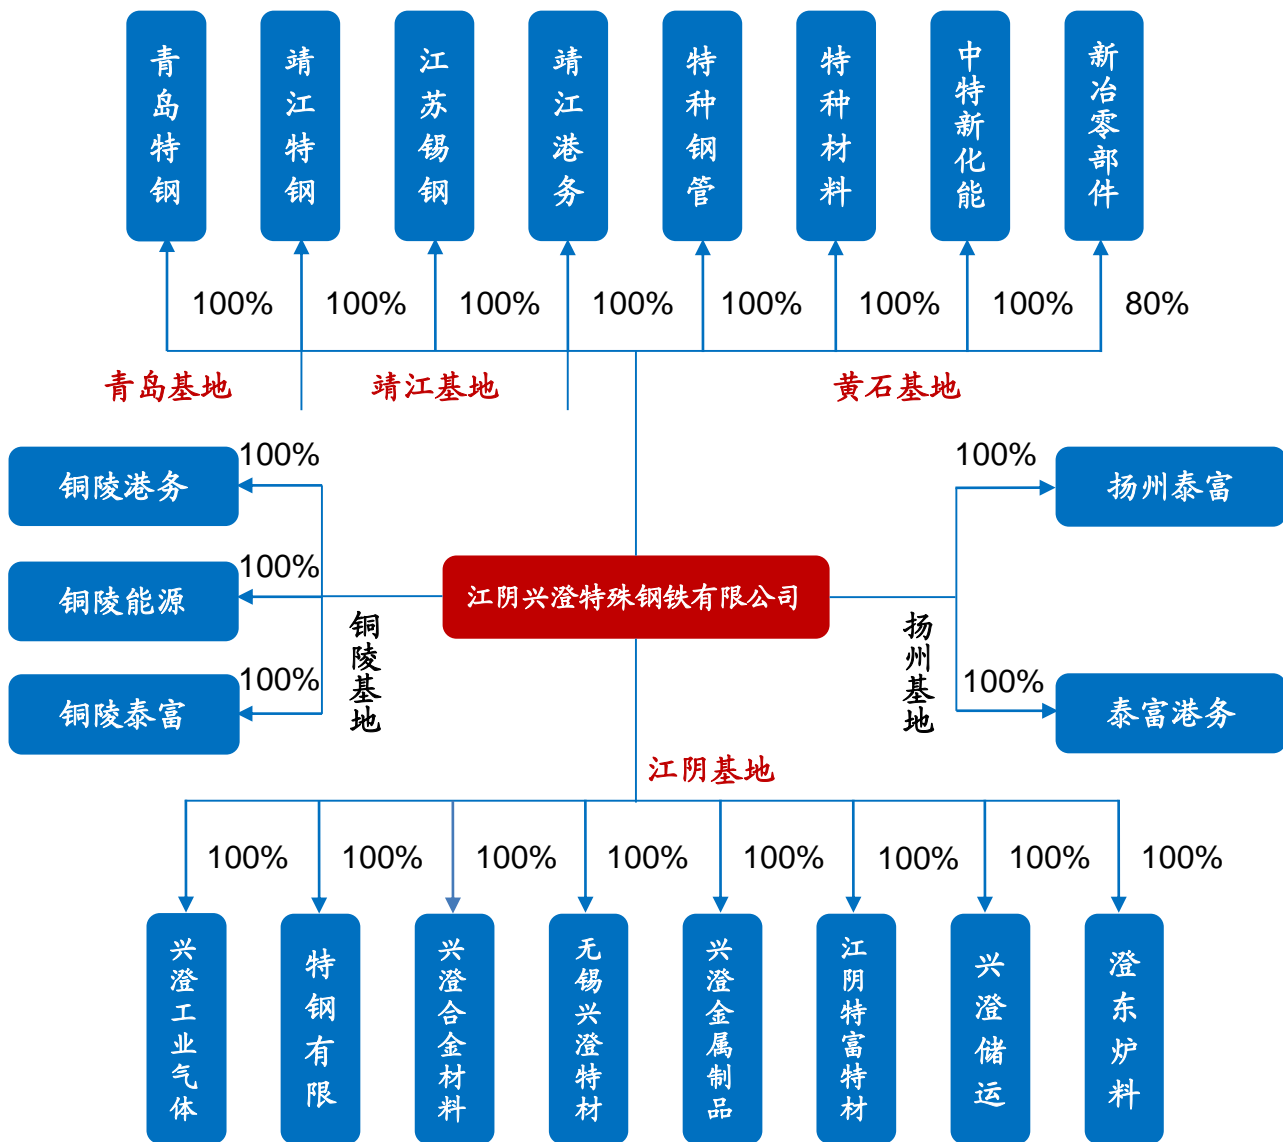 青岛特钢
靖江特钢
江苏锡钢
靖江港务
特种钢管
特种材料
中特新化能
新冶零部件
100%
100%
100%
100%
100%
100%
100%
80%
青岛基地
靖江基地
黄石基地
100%
铜陵港务
100%
铜陵能源
100%
铜陵泰富
铜陵基地
江阴兴澄特殊钢铁有限公司
扬州基地
100%
扬州泰富
100%
泰富港务
江阴基地
100%
100%
100%
100%
100%
100%
100%
100%
兴澄工业气体
特钢有限
兴澄合金材料
无锡兴澄特材
兴澄金属制品
江阴特富特材
兴澄储运
澄东炉料